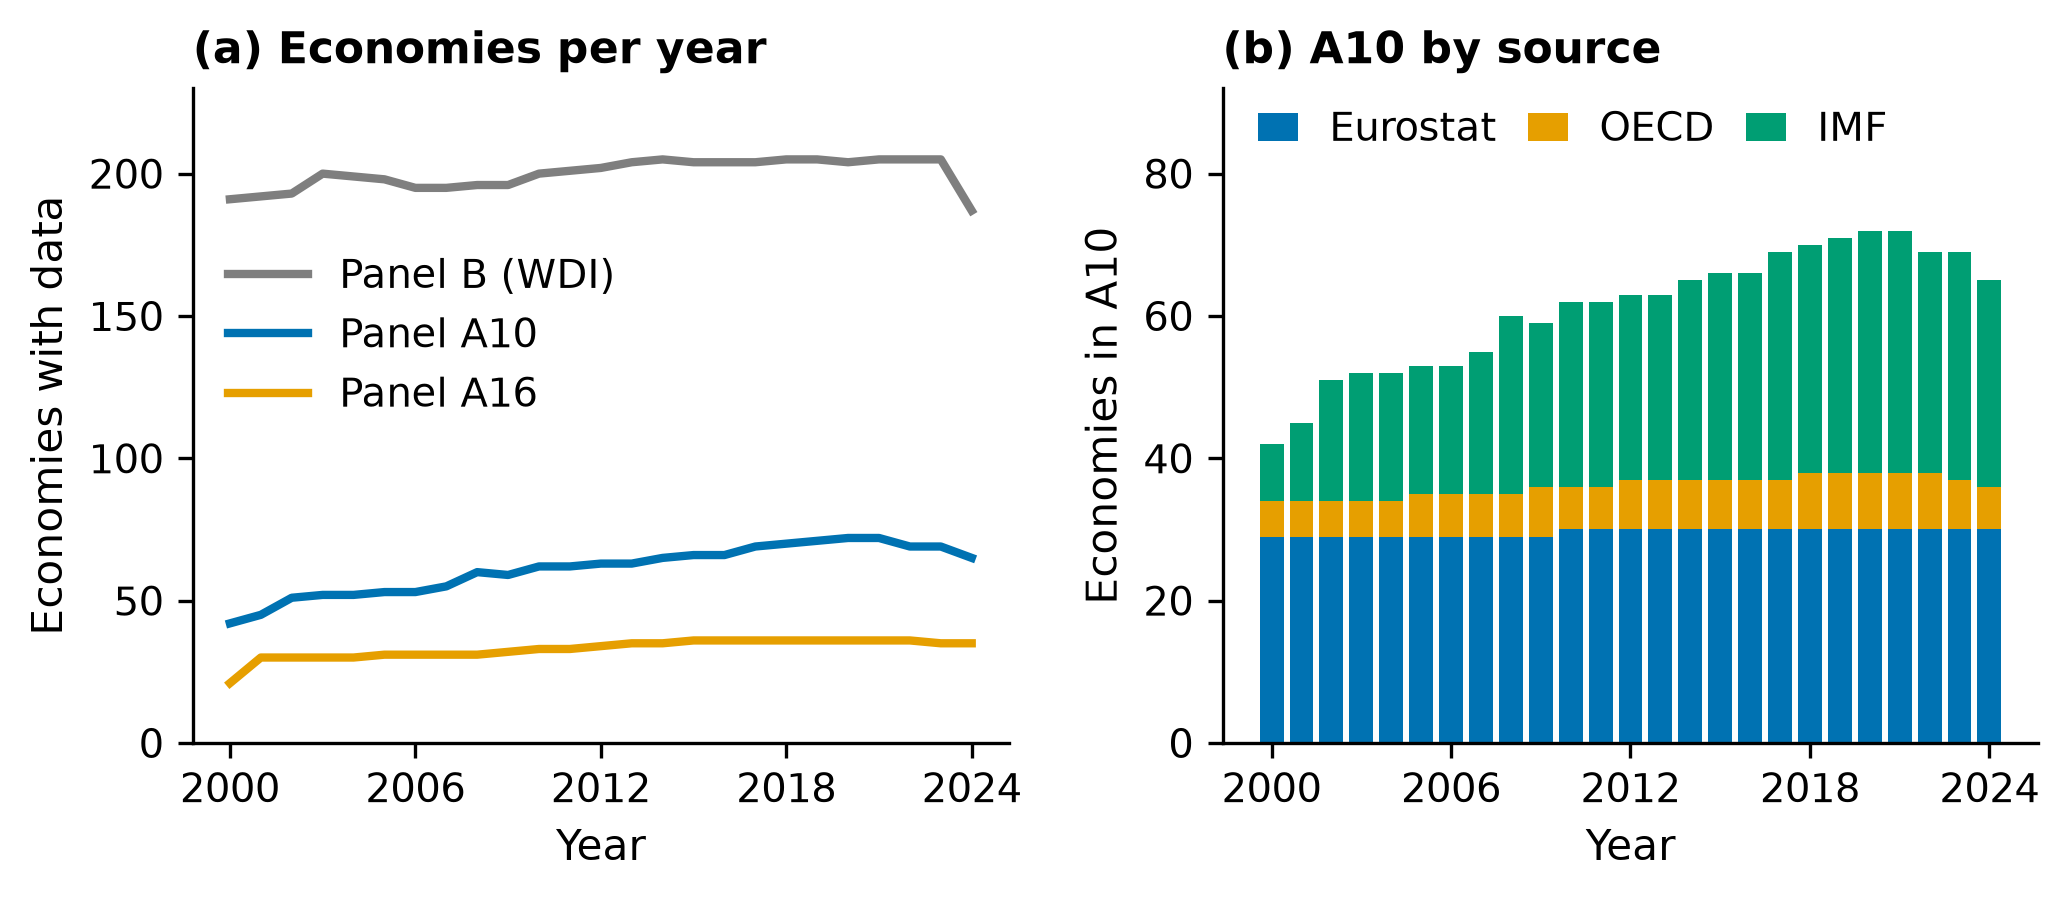 (a) Economies per year
Economies with data
200
150
100
50
0
Panel B (WDI)
Panel A10
Panel A16
2000 2006 2012 2018 2024
Year
(b) A10 by source
Eurostat OECD IMF
Economies in A10
80
60
40
20
0
2000 2006 2012 2018 2024
Year